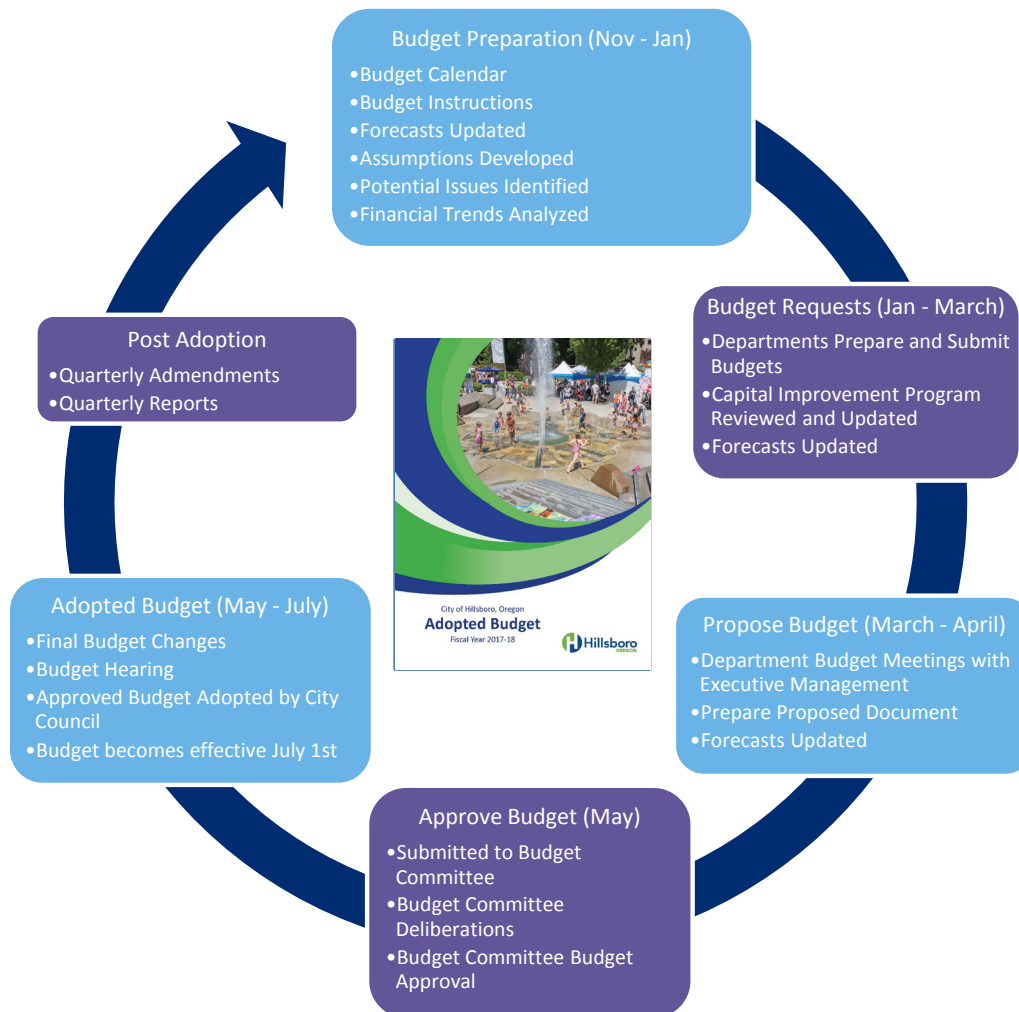 Budget Preparation (Nov - Jan)
•Budget Calendar
•Budget Instructions
•Forecasts Updated
•Assumptions Developed
•Potential Issues Identified
•Financial Trends Analyzed
Budget Requests (Jan - March)
•Departments Prepare and Submit
Budgets
•Capital Improvement Program
Reviewed and Updated
•Forecasts Updated
Propose Budget (March - April)
•Department Budget Meetings with
Executive Management
•Prepare Proposed Document
•Forecasts Updated
Approve Budget (May)
•Submitted to Budget
Committee
•Budget Committee
Deliberations
•Budget Committee Budget
Approval
Adopted Budget (May - July)
•Final Budget Changes
•Budget Hearing
•Approved Budget Adopted by City
Council
•Budget becomes effective July 1st
Post Adoption
•Quarterly Admendments
•Quarterly Reports
City of Hillsboro, Oregon
Adopted Budget
Fiscal Year 2017-18
H Hillsboro
OREGON